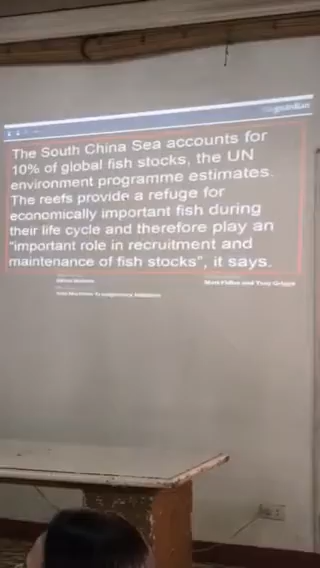 theguardian
The South China Sea accounts for
10% of global fish stocks, the UN
environment programme estimates.
The reefs provide a refuge for
economically important fish during
their life cycle and therefore play an
"important role in recruitment and
maintenance of fish stocks", it says.